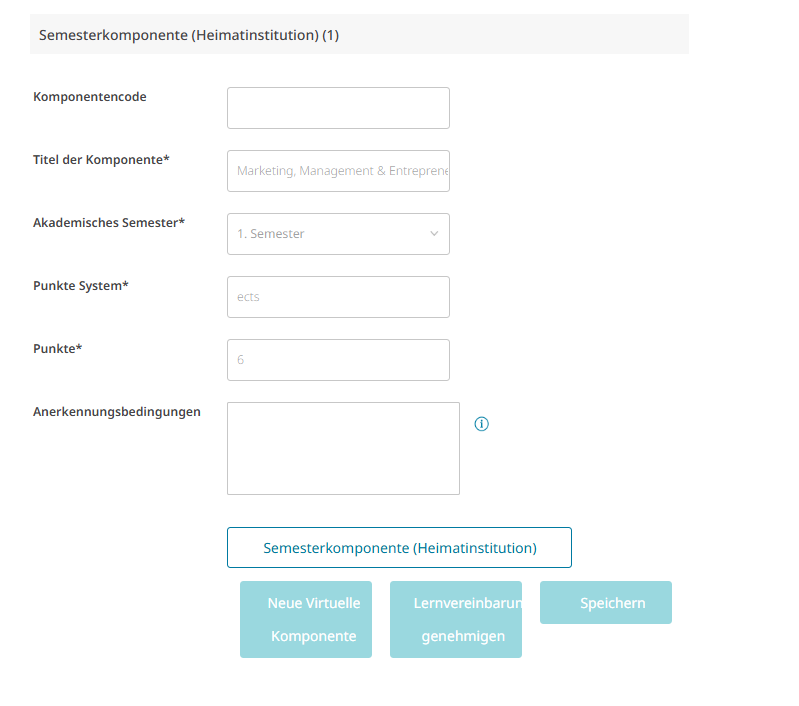 Semesterkomponente (Heimatinstitution) (1)
Komponentencode
Titel der Komponente*
Marketing, Management & Entreprene
Akademisches Semester*
1. Semester
Punkte System*
ects
Punkte*
6
Anerkennungsbedingungen
Semesterkomponente (Heimatinstitution)
Neue Virtuelle
Komponente
Lernvereinbarun
genehmigen
Speichern